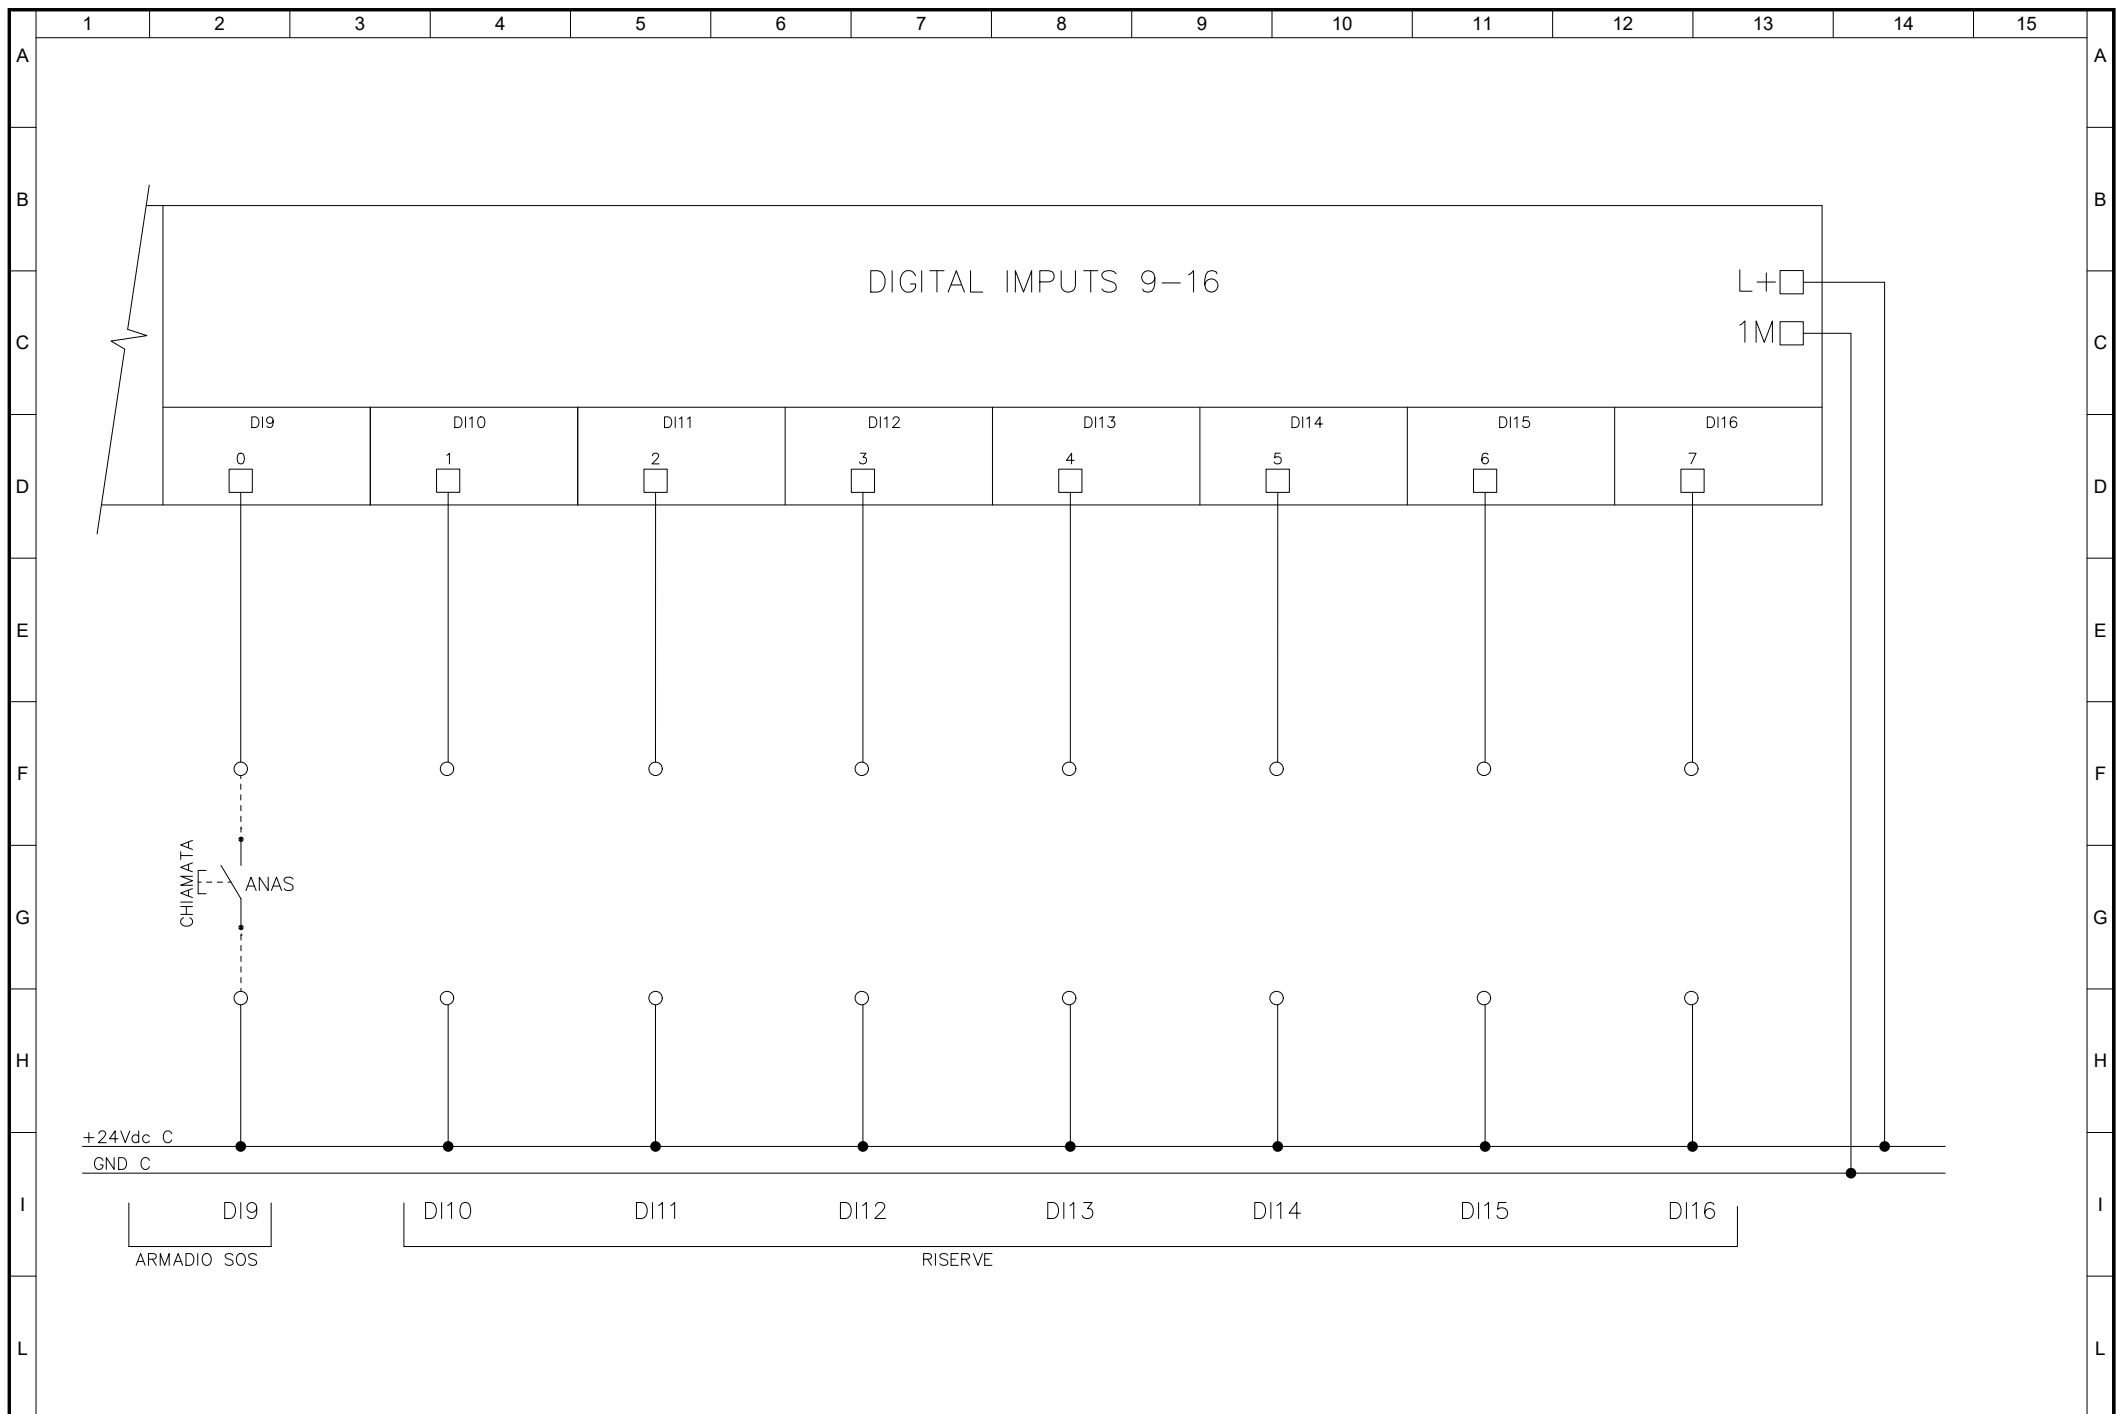 1 2 3 4 5 6 7 8 9 10 11 12 13 14 15
A A
B B
DIGITAL IMPUTS 9-16 L+
1M
C C
DI9 DI10 DI11 DI12 DI13 DI14 DI15 DI16
0 1 2 3 4 5 6 7
D D
E E
F F
CHIAMATA
ANAS
G G
H H
+24Vdc C
GND C
I I
DI9 DI10 DI11 DI12 DI13 DI14 DI15 DI16
ARMADIO SOS RISERVE
L L